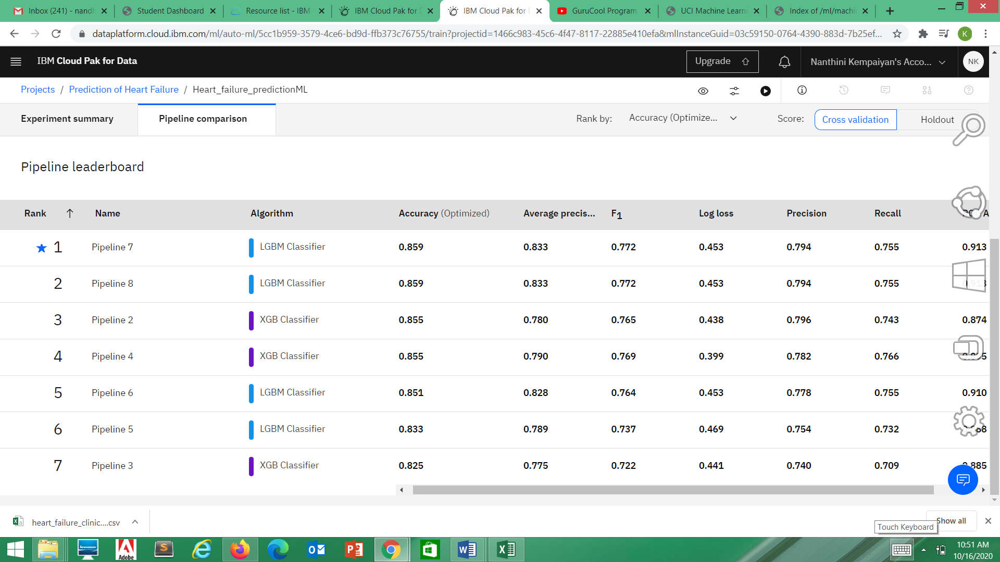 Inbox (241) - nandh
Student Dashboard
Resource list - IBM
IBM Cloud Pak for D
IBM Cloud Pak for D
GuruCool Program
UCI Machine Learni
Index of /ml/machi
dataplatform.cloud.ibm.com/ml/auto-ml/5cc1b959-3579-4ce6-bd9d-ffb373c76755/train?projectid=1466c983-45c6-4f47-8117-22885e410efa&mlInstanceGuid=03c59150-0764-4390-883d-7b25ef...
K
IBM Cloud Pak for Data
Upgrade
Nanthini Kempaiyan's Acco...
NK
Projects / Prediction of Heart Failure / Heart_failure_predictionML
Experiment summary
Pipeline comparison
Rank by: Accuracy (Optimize...
Score: Cross validation Holdout
Pipeline leaderboard
Rank Name Algorithm Accuracy (Optimized) Average precis... F1 Log loss Precision Recall
1 Pipeline 7 LGBM Classifier 0.859 0.833 0.772 0.453 0.794 0.755 0.913
2 Pipeline 8 LGBM Classifier 0.859 0.833 0.772 0.453 0.794 0.755 0.913
3 Pipeline 2 XGB Classifier 0.855 0.780 0.765 0.438 0.796 0.743 0.874
4 Pipeline 4 XGB Classifier 0.855 0.790 0.769 0.399 0.782 0.766
5 Pipeline 6 LGBM Classifier 0.851 0.828 0.764 0.453 0.778 0.755 0.910
6 Pipeline 5 LGBM Classifier 0.833 0.789 0.737 0.469 0.754 0.732
7 Pipeline 3 XGB Classifier 0.825 0.775 0.722 0.441 0.740 0.709 0.885
heart_failure_clinic....csv
Show all
Touch Keyboard
lenovo
Adobe
10:51 AM
10/16/2020